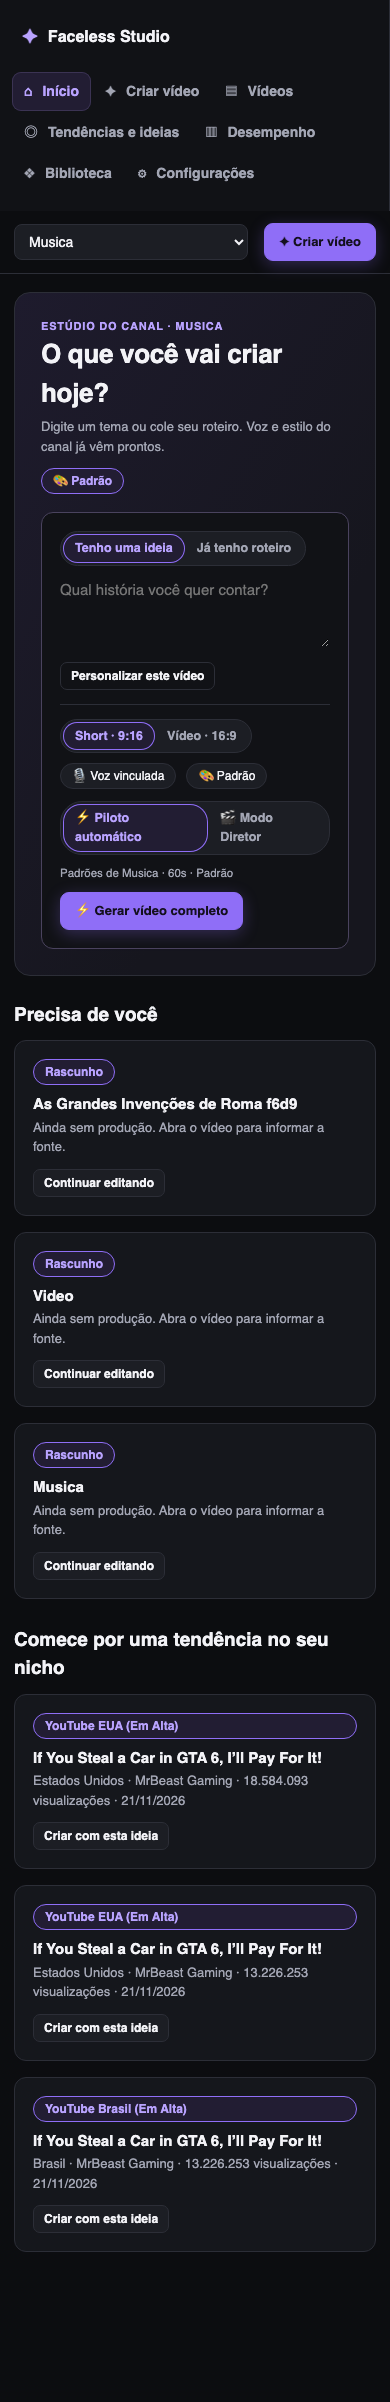 Faceless Studio
Início
Criar vídeo
Vídeos
Tendências e ideias
Desempenho
Biblioteca
Configurações
Musica
✦ Criar vídeo
ESTÚDIO DO CANAL · MUSICA
O que você vai criar
hoje?
Digite um tema ou cole seu roteiro. Voz e estilo do
canal já vêm prontos.
🎨 Padrão
Tenho uma ideia
Já tenho roteiro
Qual história você quer contar?
Personalizar este vídeo
Short · 9:16
Vídeo · 16:9
🎙 Voz vinculada
🎨 Padrão
⚡ Piloto
automático
🎬 Modo
Diretor
Padrões de Musica · 60s · Padrão
⚡ Gerar vídeo completo
Precisa de você
Rascunho
As Grandes Invenções de Roma f6d9
Ainda sem produção. Abra o vídeo para informar a
fonte.
Continuar editando
Rascunho
Video
Ainda sem produção. Abra o vídeo para informar a
fonte.
Continuar editando
Rascunho
Musica
Ainda sem produção. Abra o vídeo para informar a
fonte.
Continuar editando
Comece por uma tendência no seu
nicho
YouTube EUA (Em Alta)
If You Steal a Car in GTA 6, I’ll Pay For It!
Estados Unidos · MrBeast Gaming · 18.584.093
visualizações · 21/11/2026
Criar com esta ideia
YouTube EUA (Em Alta)
If You Steal a Car in GTA 6, I’ll Pay For It!
Estados Unidos · MrBeast Gaming · 13.226.253
visualizações · 21/11/2026
Criar com esta ideia
YouTube Brasil (Em Alta)
If You Steal a Car in GTA 6, I’ll Pay For It!
Brasil · MrBeast Gaming · 13.226.253 visualizações ·
21/11/2026
Criar com esta ideia